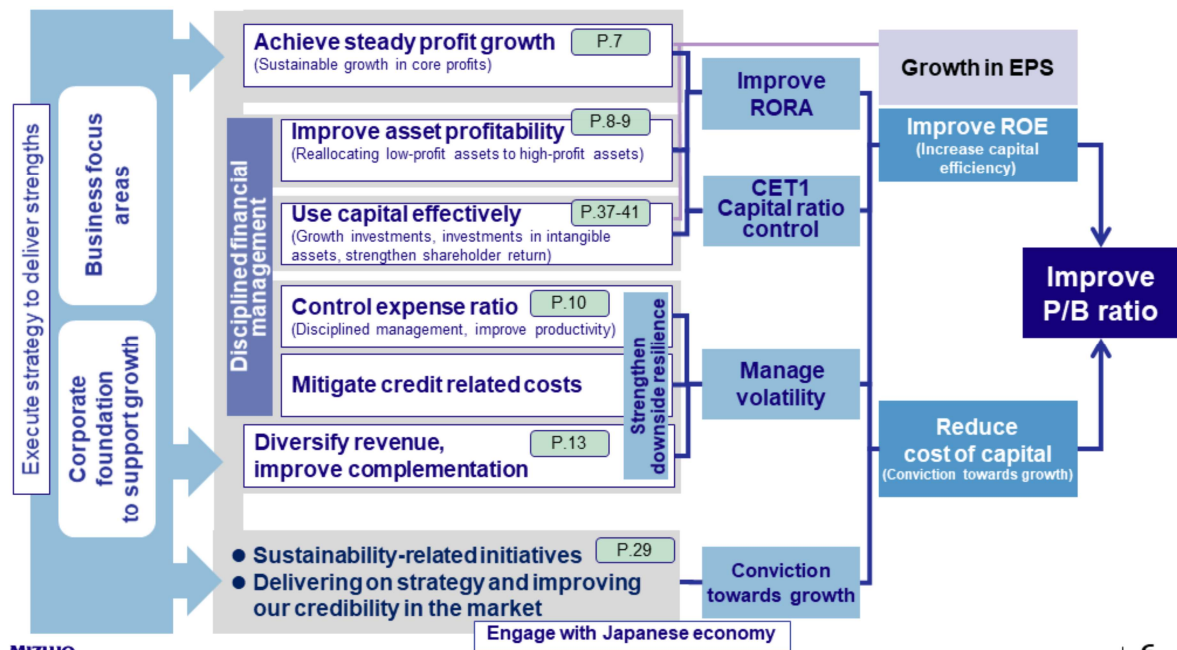 Execute strategy to deliver strengths
Business focus
areas
Corporate
foundation
to support growth
Disciplined financial
management
Achieve steady profit growth
P.7
(Sustainable growth in core profits)
Improve asset profitability
P.8-9
(Reallocating low-profit assets to high-profit assets)
Use capital effectively
P.37-41
(Growth investments, investments in intangible
assets, strengthen shareholder return)
Control expense ratio
P.10
(Disciplined management, improve productivity)
Mitigate credit related costs
Diversify revenue,
improve complementation
P.13
Strengthen
downside resilience
● Sustainability-related initiatives
P.29
● Delivering on strategy and improving
our credibility in the market
Engage with Japanese economy
Improve
RORA
CET1
Capital ratio
control
Manage
volatility
Conviction
towards growth
Growth in EPS
Improve ROE
(Increase capital
efficiency)
Reduce
cost of capital
(Conviction towards growth)
Improve
P/B ratio